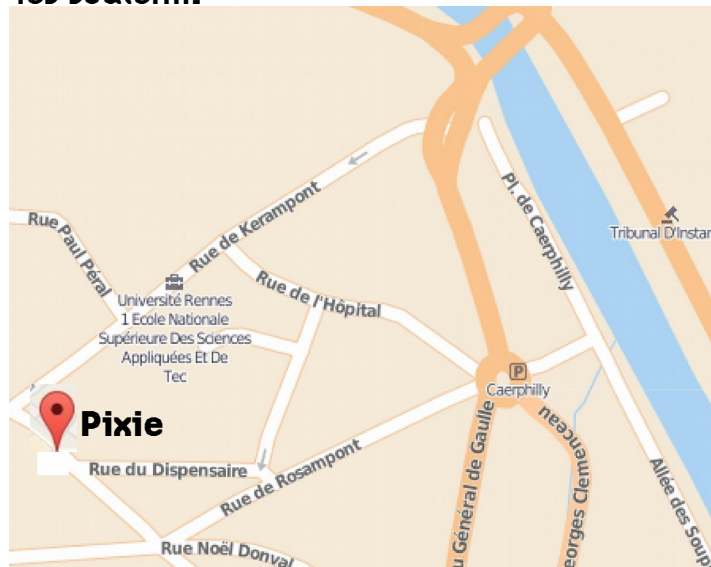 Pl. de Caerphilly
Rue de Kerampont
Rue Paul Péral
Tribunal D'Instan
Rue de l'Hôpital
Université Rennes
1 Ecole Nationale
Supérieure Des Sciences
Appliquées Et De
Tec
P
Caerphilly
Pixie
u Général de Gaulle
eorges Clemenceau
Rue du Dispensaire
Rue de Rosampont
Allée des Soup
Rue Noël Donval